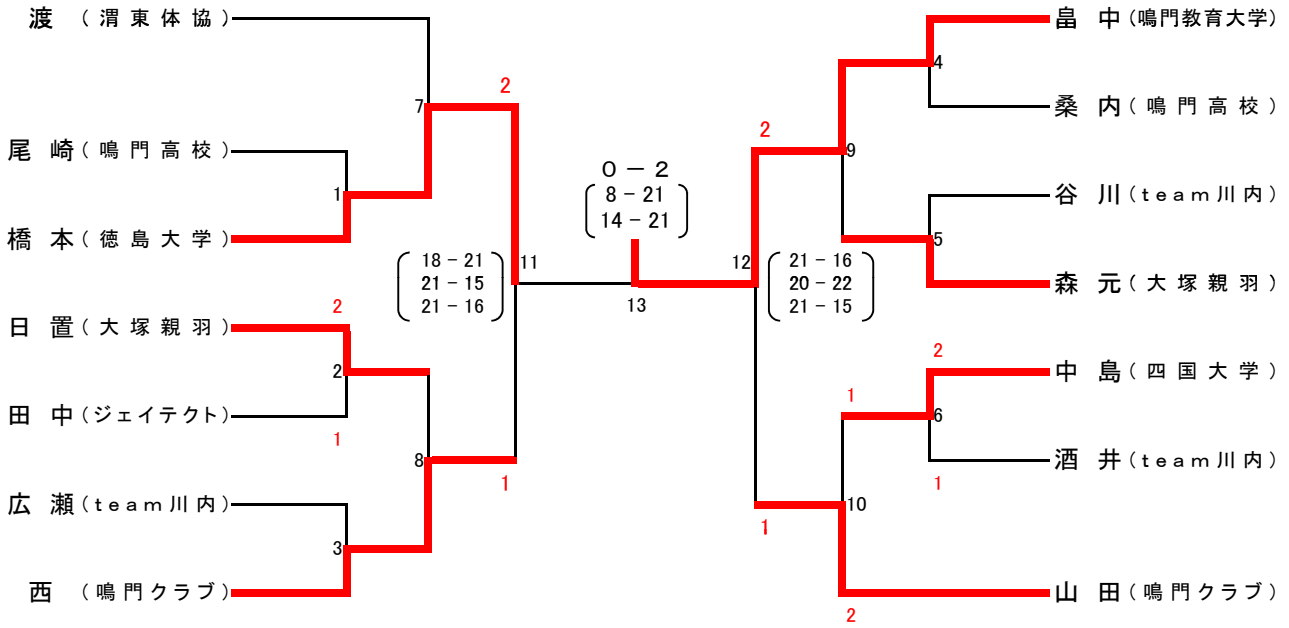 渡 (渭東体協)
尾崎(鳴門高校)
橋本(徳島大学)
日置(大塚親羽)
田中(ジェイテクト)
広瀬(team川内)
西 (鳴門クラブ)
1
2
2
1
3
7
8
2
1
18－21
21－15
21－16
11
0－2
8－21
14－21
13
12
21－16
20－22
21－15
2
1
9
10
1
2
4
5
2
6
1
畠中(鳴門教育大学)
桑内(鳴門高校)
谷川(team川内)
森元(大塚親羽)
中島(四国大学)
酒井(team川内)
山田(鳴門クラブ)